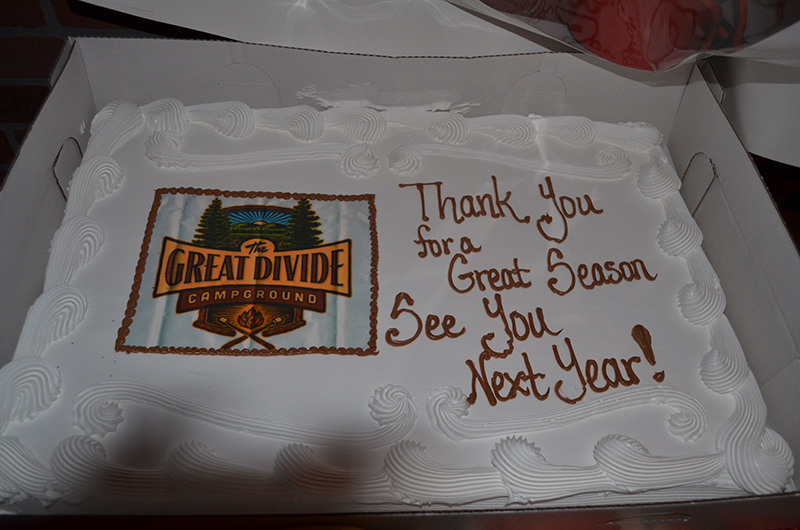 the
GREAT DIVIDE
CAMPGROUND
Thank You
for a
Great Season
See You
Next Year!